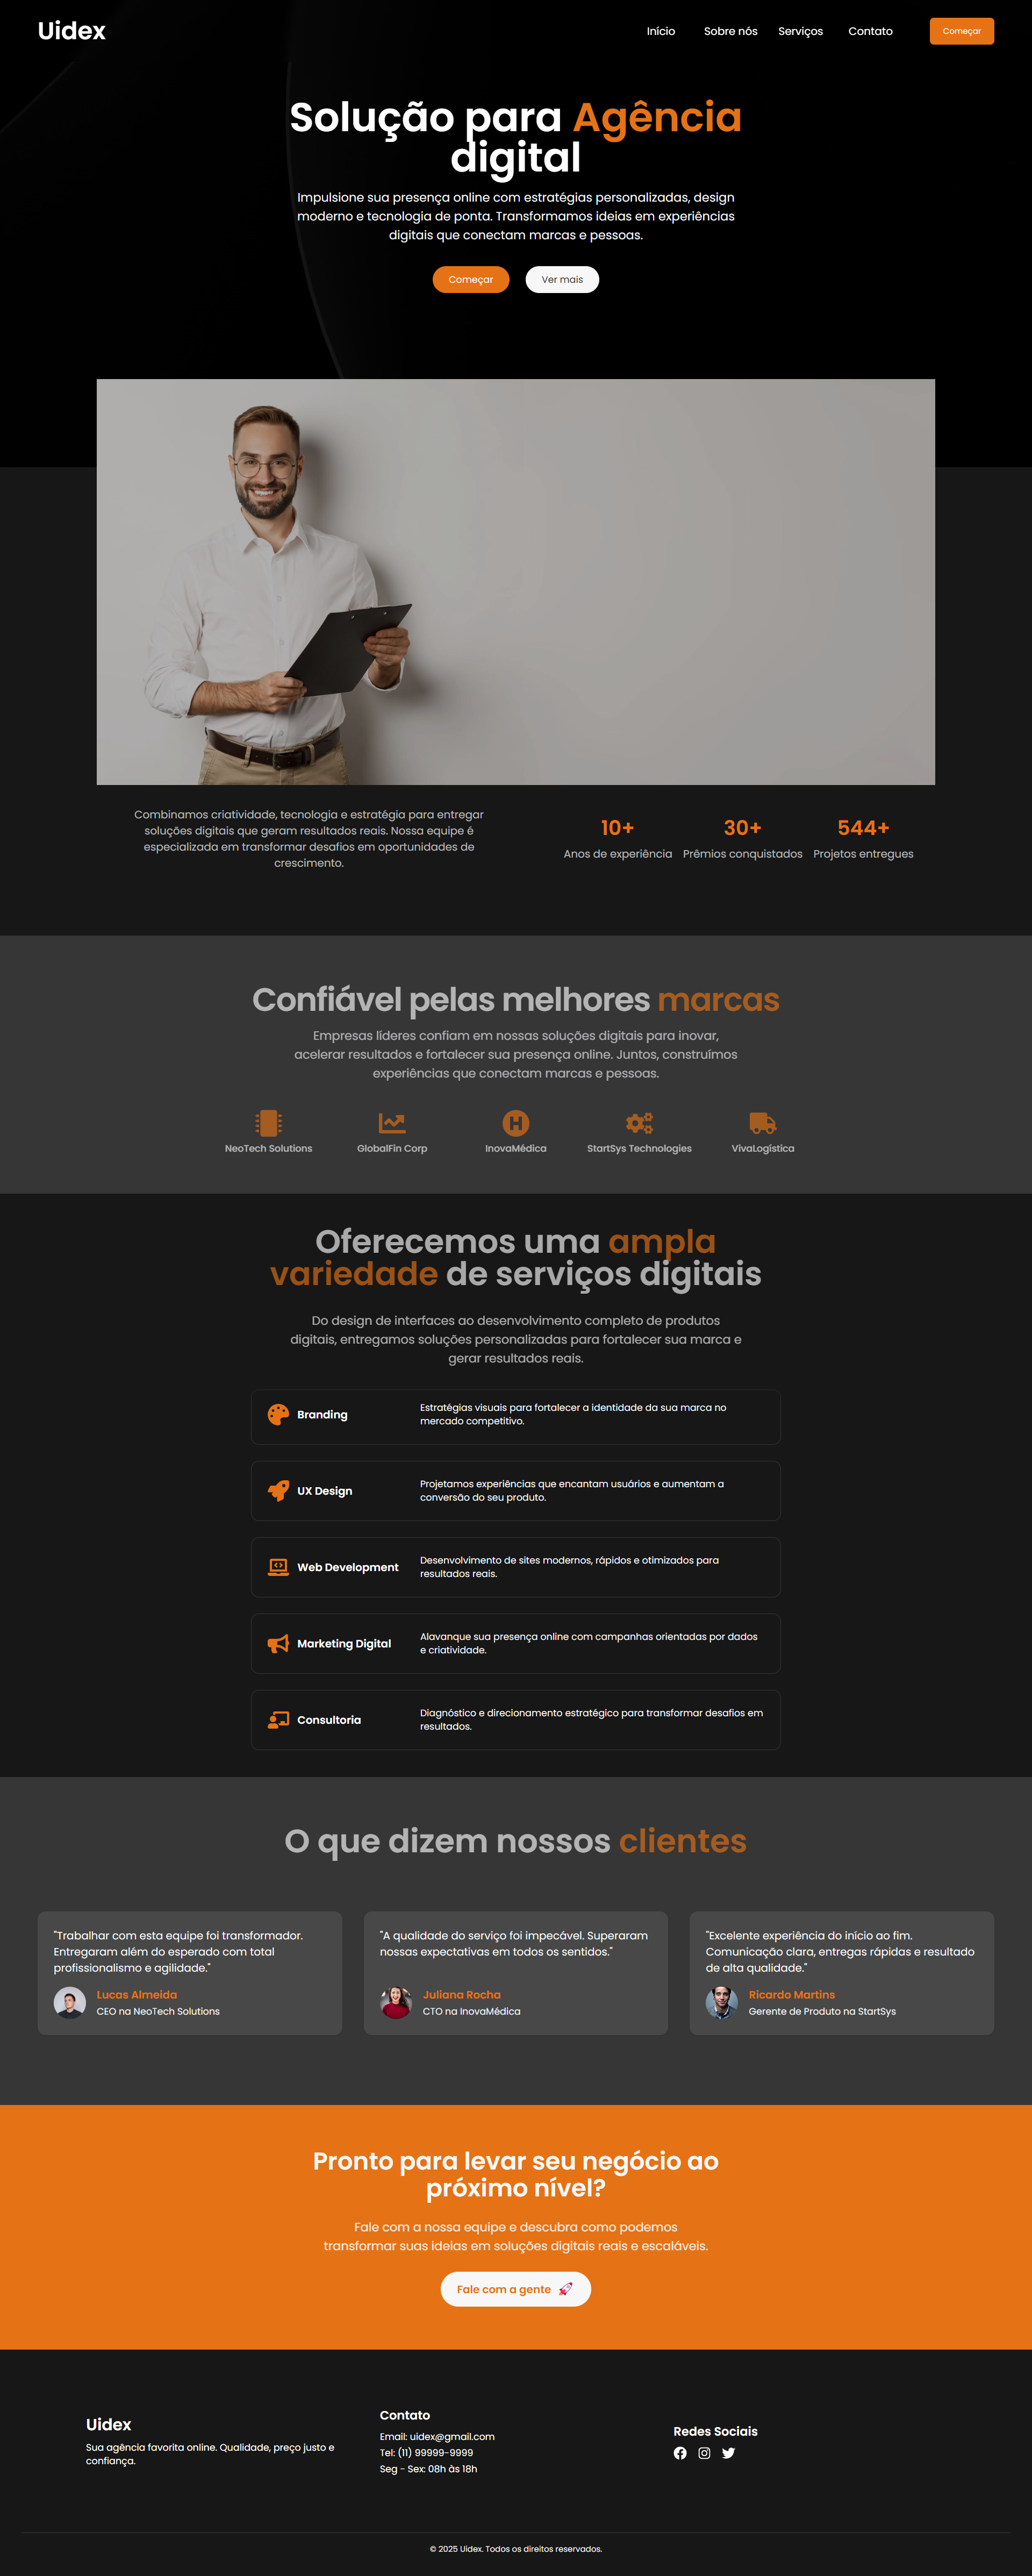 Uidex
Início Sobre nós Serviços Contato Começar
Solução para Agência
digital
Impulsione sua presença online com estratégias personalizadas, design
moderno e tecnologia de ponta. Transformamos ideias em experiências
digitais que conectam marcas e pessoas.
Começar Ver mais
Combinamos criatividade, tecnologia e estratégia para entregar
soluções digitais que geram resultados reais. Nossa equipe é
especializada em transformar desafios em oportunidades de
crescimento.
10+ 30+ 544+
Anos de experiência Prêmios conquistados Projetos entregues
Confiável pelas melhores marcas
Empresas líderes confiam em nossas soluções digitais para inovar,
acelerar resultados e fortalecer sua presença online. Juntos, construímos
experiências que conectam marcas e pessoas.
H
NeoTech Solutions GlobalFin Corp InovaMédica StartSys Technologies VivaLogística
Oferecemos uma ampla
variedade de serviços digitais
Do design de interfaces ao desenvolvimento completo de produtos
digitais, entregamos soluções personalizadas para fortalecer sua marca e
gerar resultados reais.
Branding
Estratégias visuais para fortalecer a identidade da sua marca no
mercado competitivo.
UX Design
Projetamos experiências que encantam usuários e aumentam a
conversão do seu produto.
Web Development
Desenvolvimento de sites modernos, rápidos e otimizados para
resultados reais.
Marketing Digital
Alavanque sua presença online com campanhas orientadas por dados
e criatividade.
Consultoria
Diagnóstico e direcionamento estratégico para transformar desafios em
resultados.
O que dizem nossos clientes
"Trabalhar com esta equipe foi transformador.
Entregaram além do esperado com total
profissionalismo e agilidade."
Lucas Almeida
CEO na NeoTech Solutions
"A qualidade do serviço foi impecável. Superaram
nossas expectativas em todos os sentidos."
Juliana Rocha
CTO na InovaMédica
"Excelente experiência do início ao fim.
Comunicação clara, entregas rápidas e resultado
de alta qualidade."
Ricardo Martins
Gerente de Produto na StartSys
Pronto para levar seu negócio ao
próximo nível?
Fale com a nossa equipe e descubra como podemos
transformar suas ideias em soluções digitais reais e escaláveis.
Fale com a gente 🚀
Uidex
Sua agência favorita online. Qualidade, preço justo e
confiança.
Contato
Email: uidex@gmail.com
Tel: (11) 99999-9999
Seg - Sex: 08h às 18h
Redes Sociais
© 2025 Uidex. Todos os direitos reservados.